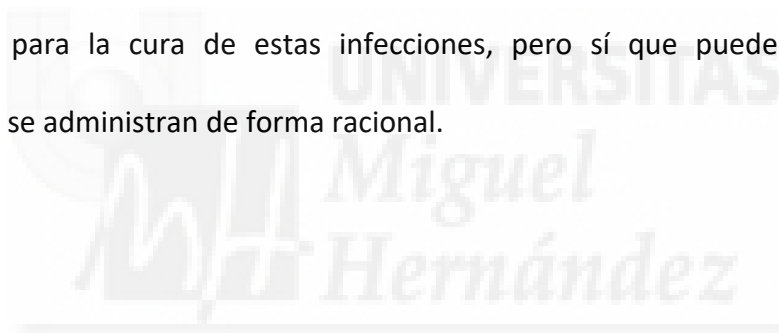 para la cura de estas infecciones, pero sí que puede
se administran de forma racional.
UNIVERSITAS
Miguel
Hernández